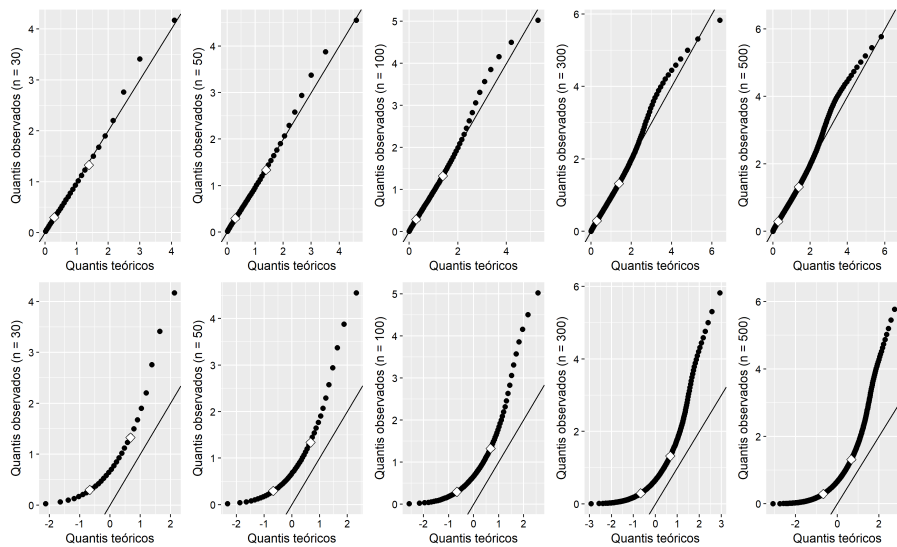 Quantis observados (n = 30)
4
3
2
1
0
0 1 2 3 4
Quantis teóricos
Quantis observados (n = 50)
4
3
2
1
0
0 1 2 3 4
Quantis teóricos
Quantis observados (n = 100)
5
4
3
2
1
0
0 2 4
Quantis teóricos
Quantis observados (n = 300)
6
4
2
0
0 2 4 6
Quantis teóricos
Quantis observados (n = 500)
6
4
2
0
0 2 4 6
Quantis teóricos
Quantis observados (n = 30)
4
3
2
1
0
-2 -1 0 1 2
Quantis teóricos
Quantis observados (n = 50)
4
3
2
1
0
-2 -1 0 1 2
Quantis teóricos
Quantis observados (n = 100)
5
4
3
2
1
0
-2 -1 0 1 2
Quantis teóricos
Quantis observados (n = 300)
6
4
2
0
-3 -2 -1 0 1 2 3
Quantis teóricos
Quantis observados (n = 500)
6
4
2
0
-2 0 2
Quantis teóricos